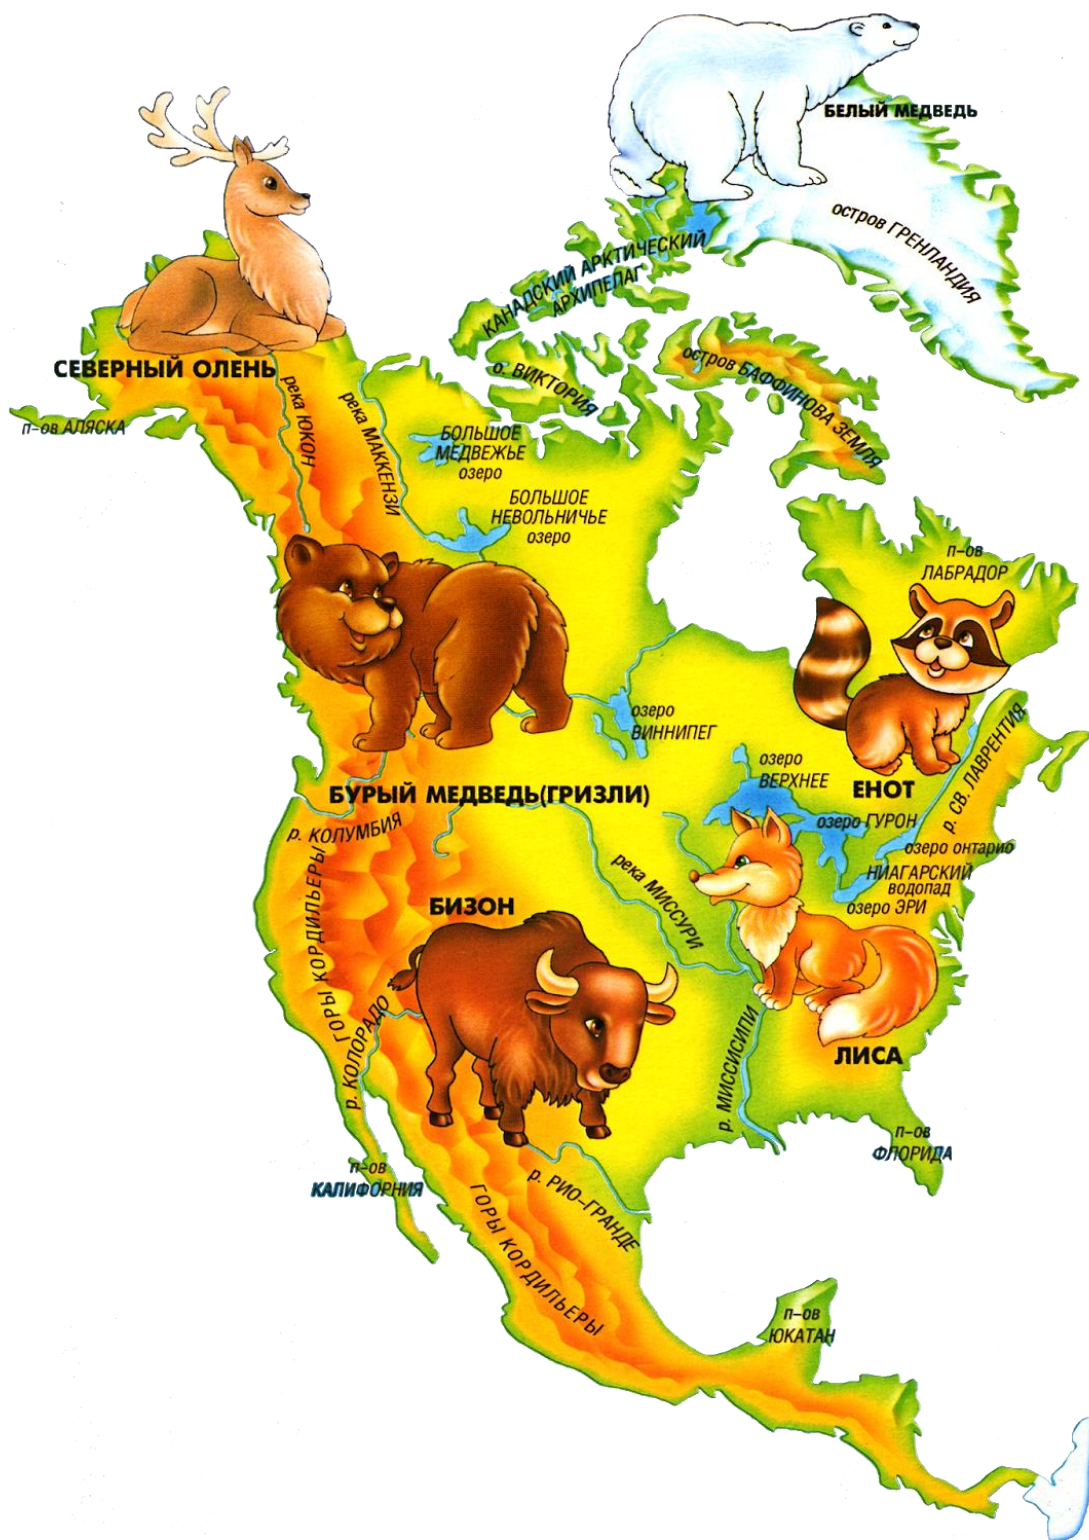 БЕЛЫЙ МЕДВЕДЬ
остров ГРЕНЛАНДИЯ
КАНАДСКИЙ АРКТИЧЕСКИЙ
АРХИПЕЛАГ
СЕВЕРНЫЙ ОЛЕНЬ
о. ВИКТОРИЯ
остров БАФФИНОВА ЗЕМЛЯ
п-ов АЛЯСКА
река ЮКОН
река МАККЕНЗИ
БОЛЬШОЕ
МЕДВЕЖЬЕ
озеро
БОЛЬШОЕ
НЕВОЛЬНИЧЬЕ
озеро
п-ов
ЛАБРАДОР
озеро
ВИННИПЕГ
озеро
ВЕРХНЕЕ
ЕНОТ
р. СВ. ЛАВРЕНТИЯ
БУРЫЙ МЕДВЕДЬ(ГРИЗЛИ)
р. КОЛУМБИЯ
озеро ГУРОН
озеро ОНТАРИО
НИАГАРСКИЙ
водопад
озеро ЭРИ
река МИССУРИ
БИЗОН
ГОРЫ КОРДИЛЬЕРЫ
р. КОЛОРАДО
ЛИСА
р. МИССИСИПИ
п-ов
ФЛОРИДА
п-ов
КАЛИФОРНИЯ
р. РИО-ГРАНДЕ
ГОРЫ КОРДИЛЬЕРЫ
п-ов
ЮКАТАН